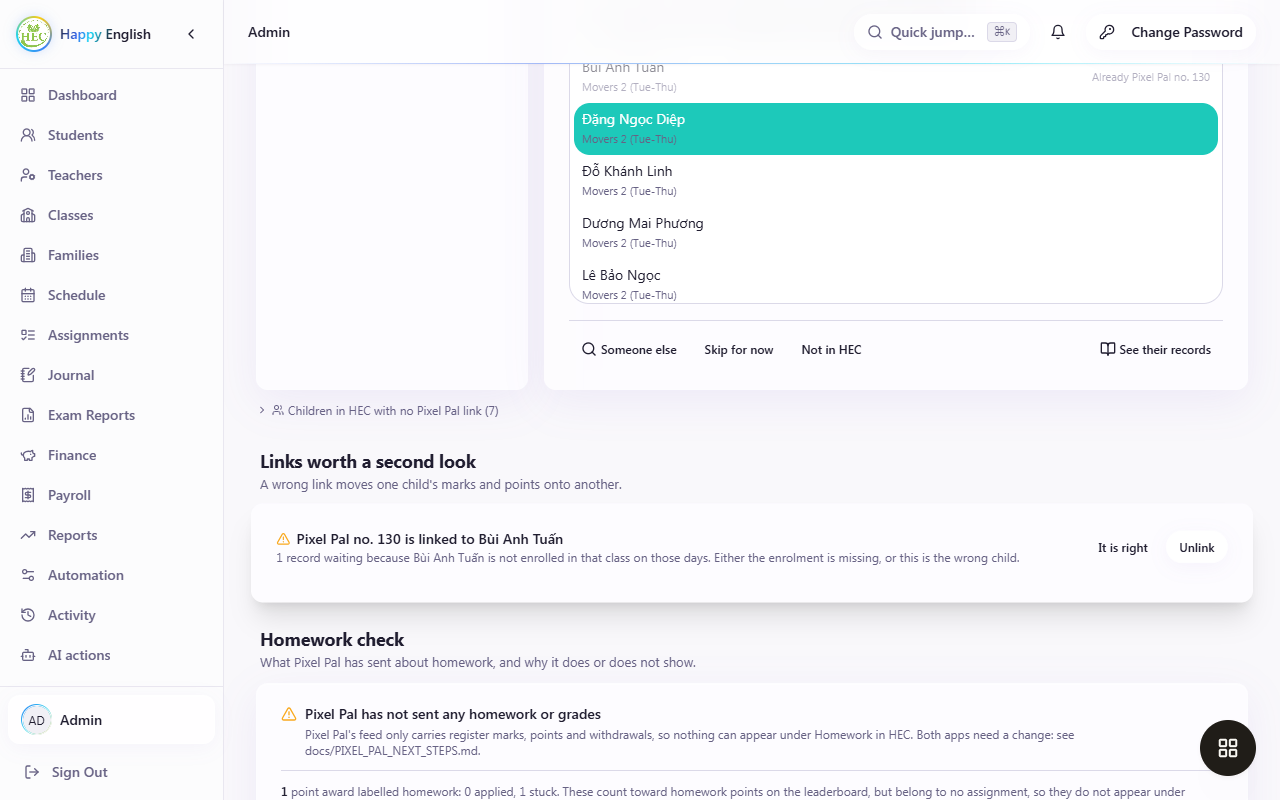 HEC
Happy English
Dashboard
Students
Teachers
Classes
Families
Schedule
Assignments
Journal
Exam Reports
Finance
Payroll
Reports
Automation
Activity
AI actions
AD
Admin
Sign Out
Admin
Quick jump...
⌘K
Change Password
Bùi Anh Tuấn
Movers 2 (Tue-Thu)
Already Pixel Pal no. 130
Đặng Ngọc Diệp
Movers 2 (Tue-Thu)
Đỗ Khánh Linh
Movers 2 (Tue-Thu)
Dương Mai Phương
Movers 2 (Tue-Thu)
Lê Bảo Ngọc
Movers 2 (Tue-Thu)
Someone else
Skip for now
Not in HEC
See their records
Children in HEC with no Pixel Pal link (7)
Links worth a second look
A wrong link moves one child's marks and points onto another.
Pixel Pal no. 130 is linked to Bùi Anh Tuấn
1 record waiting because Bùi Anh Tuấn is not enrolled in that class on those days. Either the enrolment is missing, or this is the wrong child.
It is right
Unlink
Homework check
What Pixel Pal has sent about homework, and why it does or does not show.
Pixel Pal has not sent any homework or grades
Pixel Pal's feed only carries register marks, points and withdrawals, so nothing can appear under Homework in HEC. Both apps need a change: see
docs/PIXEL_PAL_NEXT_STEPS.md.
1 point award labelled homework: 0 applied, 1 stuck. These count toward homework points on the leaderboard, but belong to no assignment, so they do not appear under